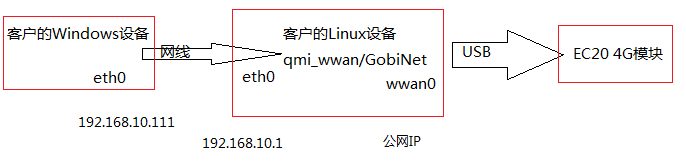 客户的Windows设备
eth0
网线
客户的Linux设备
qmi_wwan/GobiNet
eth0
wwan0
USB
EC20 4G模块
192.168.10.111
192.168.10.1
公网IP